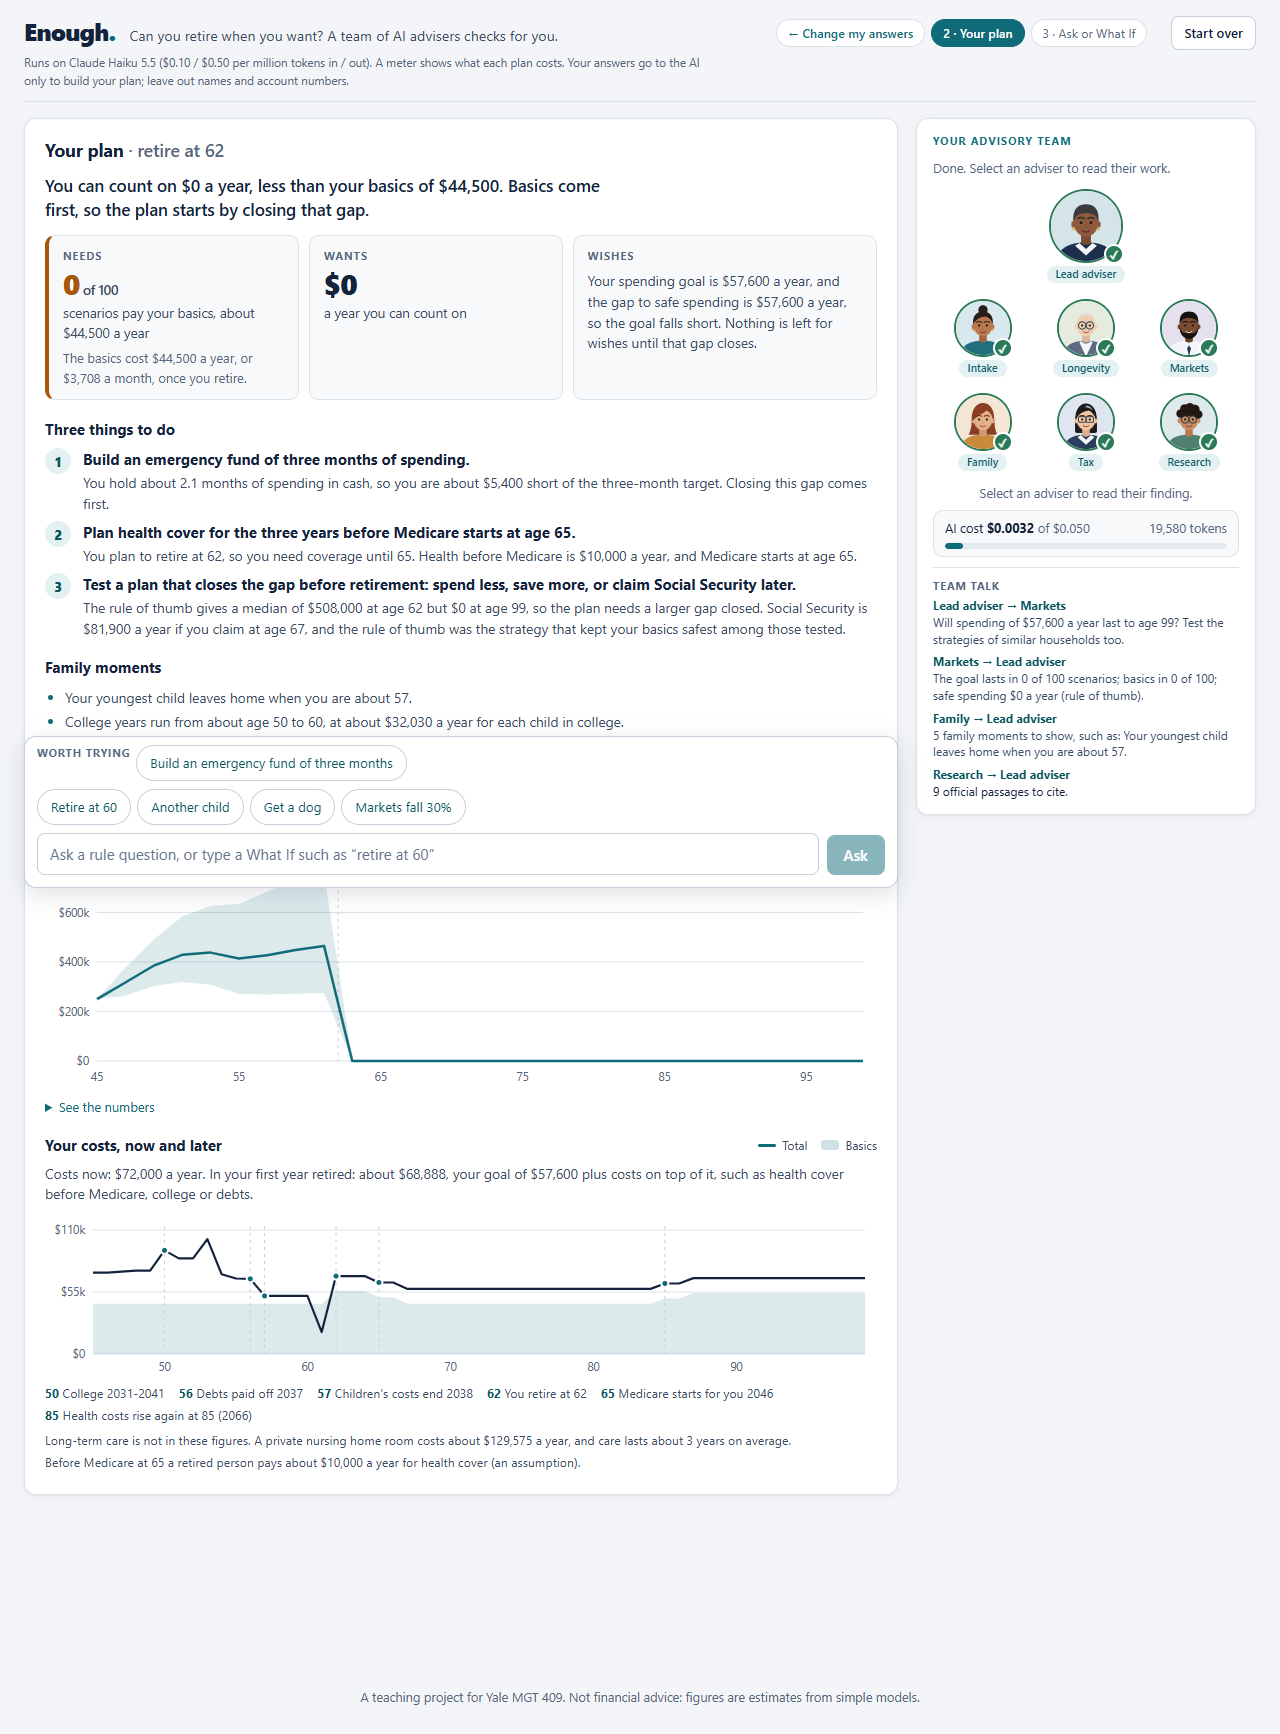 Enough.
Can you retire when you want? A team of AI advisers checks for you.
← Change my answers
2 · Your plan
3 · Ask or What If
Start over
Runs on Claude Haiku 5.5 ($0.10 / $0.50 per million tokens in / out). A meter shows what each plan costs. Your answers go to the AI
only to build your plan; leave out names and account numbers.
Your plan · retire at 62
You can count on $0 a year, less than your basics of $44,500. Basics come
first, so the plan starts by closing that gap.
NEEDS
0 of 100
scenarios pay your basics, about
$44,500 a year
The basics cost $44,500 a year, or
$3,708 a month, once you retire.
WANTS
$0
a year you can count on
WISHES
Your spending goal is $57,600 a year, and
the gap to safe spending is $57,600 a year,
so the goal falls short. Nothing is left for
wishes until that gap closes.
Three things to do
1
Build an emergency fund of three months of spending.
You hold about 2.1 months of spending in cash, so you are about $5,400 short of the three-month target. Closing this gap comes
first.
2
Plan health cover for the three years before Medicare starts at age 65.
You plan to retire at 62, so you need coverage until 65. Health before Medicare is $10,000 a year, and Medicare starts at age 65.
3
Test a plan that closes the gap before retirement: spend less, save more, or claim Social Security later.
The rule of thumb gives a median of $508,000 at age 62 but $0 at age 99, so the plan needs a larger gap closed. Social Security is
$81,900 a year if you claim at age 67, and the rule of thumb was the strategy that kept your basics safest among those tested.
Family moments
• Your youngest child leaves home when you are about 57.
• College years run from about age 50 to 60, at about $32,030 a year for each child in college.
WORTH TRYING
Build an emergency fund of three months
Retire at 60
Another child
Get a dog
Markets fall 30%
Ask a rule question, or type a What If such as “retire at 60”
Ask
$600k
$400k
$200k
$0
45 55 65 75 85 95
▶ See the numbers
Your costs, now and later
Total
Basics
Costs now: $72,000 a year. In your first year retired: about $68,888, your goal of $57,600 plus costs on top of it, such as health cover
before Medicare, college or debts.
$110k
$55k
$0
50 60 70 80 90
50 College 2031-2041 56 Debts paid off 2037 57 Children's costs end 2038 62 You retire at 62 65 Medicare starts for you 2046
85 Health costs rise again at 85 (2066)
Long-term care is not in these figures. A private nursing home room costs about $129,575 a year, and care lasts about 3 years on average.
Before Medicare at 65 a retired person pays about $10,000 a year for health cover (an assumption).
YOUR ADVISORY TEAM
Done. Select an adviser to read their work.
Lead adviser
Intake
Longevity
Markets
Family
Tax
Research
Select an adviser to read their finding.
AI cost $0.0032 of $0.050
19,580 tokens
TEAM TALK
Lead adviser → Markets
Will spending of $57,600 a year last to age 99? Test the
strategies of similar households too.
Markets → Lead adviser
The goal lasts in 0 of 100 scenarios; basics in 0 of 100;
safe spending $0 a year (rule of thumb).
Family → Lead adviser
5 family moments to show, such as: Your youngest child
leaves home when you are about 57.
Research → Lead adviser
9 official passages to cite.
A teaching project for Yale MGT 409. Not financial advice: figures are estimates from simple models.